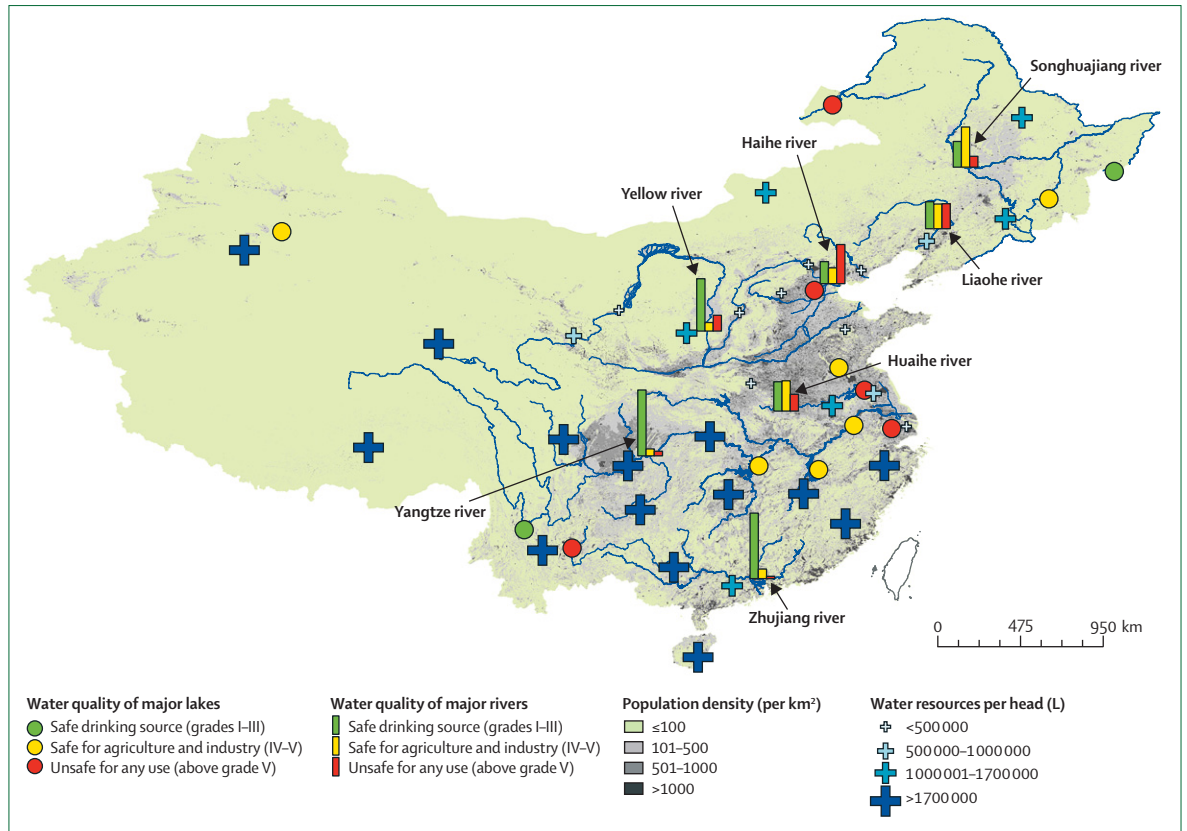 Songhuajiang river
Haihe river
Yellow river
Liaohe river
Huaihe river
Yangtze river
Zhujiang river
0 475 950 km
Water quality of major lakes
Safe drinking source (grades I–III)
Safe for agriculture and industry (IV–V)
Unsafe for any use (above grade V)
Water quality of major rivers
Safe drinking source (grades I–III)
Safe for agriculture and industry (IV–V)
Unsafe for any use (above grade V)
Population density (per km²)
≤100
101–500
501–1000
>1000
Water resources per head (L)
<500 000
500 000–1 000 000
1 000 001–1 700 000
>1 700 000